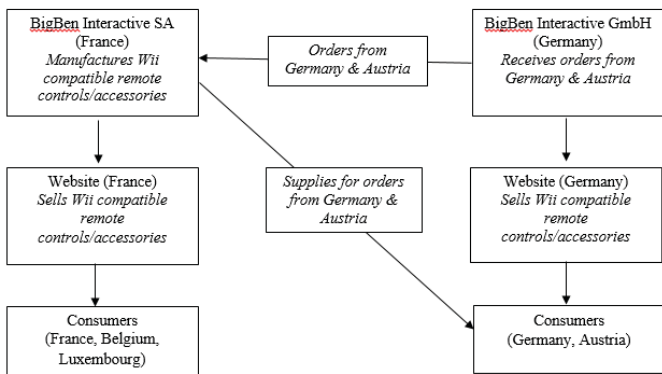 BigBen Interactive SA
(France)
Manufactures Wii
compatible remote
controls/accessories
Orders from
Germany & Austria
BigBen Interactive GmbH
(Germany)
Receives orders from
Germany & Austria
Website (France)
Sells Wii compatible
remote
controls/accessories
Supplies for orders
from Germany &
Austria
Website (Germany)
Sells Wii compatible
remote
controls/accessories
Consumers
(France, Belgium,
Luxembourg)
Consumers
(Germany, Austria)